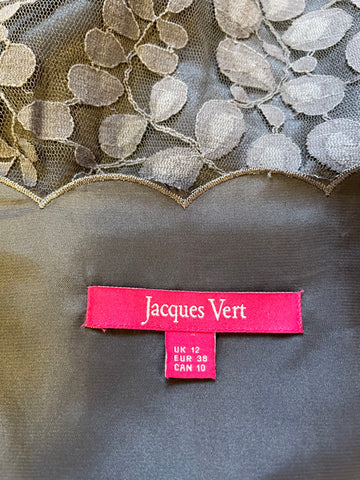 Jacques Vert
UK 12
EUR 38
CAN 10